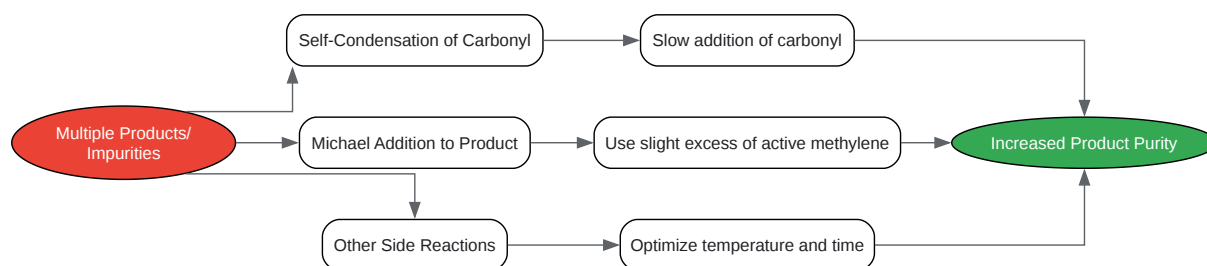 Self-Condensation of Carbonyl
Slow addition of carbonyl
Multiple Products/
Impurities
Michael Addition to Product
Use slight excess of active methylene
Increased Product Purity
Other Side Reactions
Optimize temperature and time